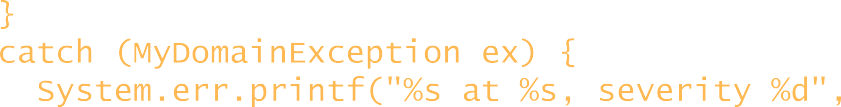 }
catch (MyDomainException ex) {
  System.err.printf("%s at %s, severity %d",